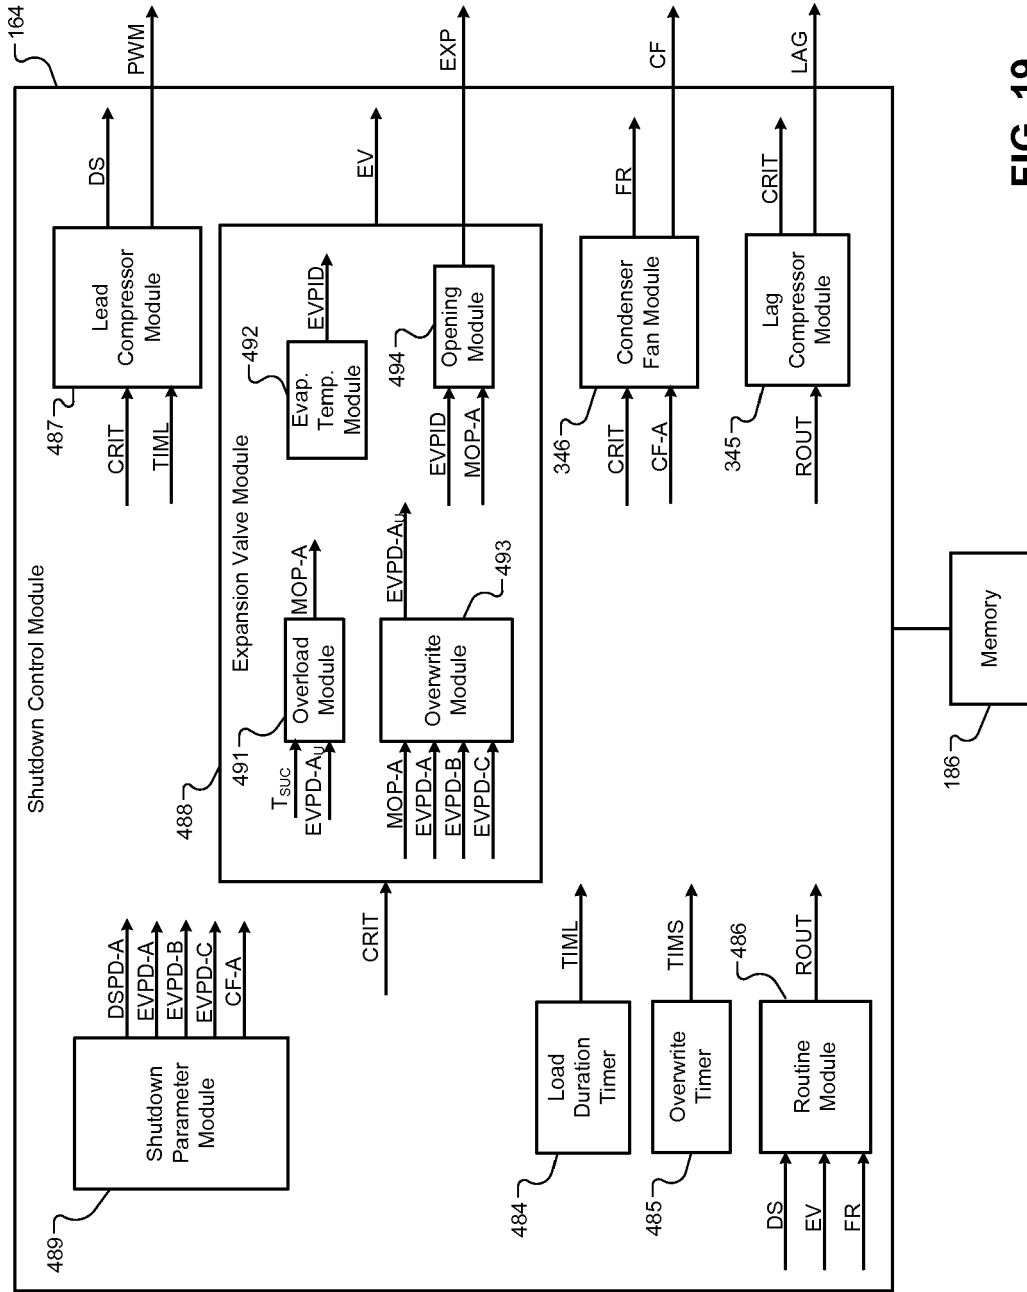 Shutdown Control Module
164
Shutdown
Parameter
Module
489
DSPD-A
EVPD-A
EVPD-B
EVPD-C
CF-A
CRIT
488
Expansion Valve Module
TSUC
EVPD-AU
491
Overload
Module
MOP-A
492
Evap.
Temp.
Module
EVPID
MOP-A
EVPD-A
EVPD-B
EVPD-C
Overwrite
Module
493
EVPD-AU
EVPID
MOP-A
494
Opening
Module
EXP
EV
CRIT
TIML
487
Lead
Compressor
Module
DS
PWM
Load
Duration
Timer
484
TIML
Overwrite
Timer
485
TIMS
DS
EV
FR
Routine
Module
486
ROUT
CRIT
CF-A
346
Condenser
Fan Module
FR
CF
ROUT
345
Lag
Compressor
Module
CRIT
LAG
Memory
186
FIG. 19